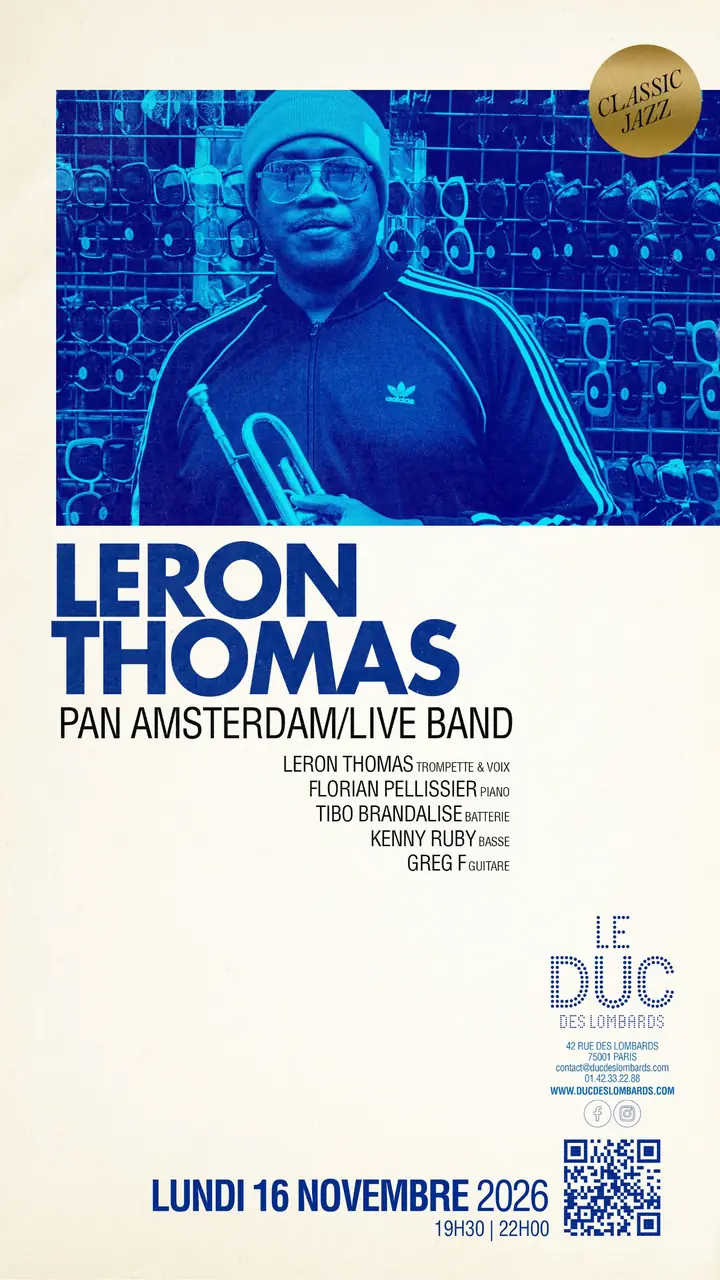 CLASSIC
JAZZ
adidas
LERON
THOMAS
PAN AMSTERDAM/LIVE BAND
LERON THOMAS TROMPETTE & VOIX
FLORIAN PELLISSIER PIANO
TIBO BRANDALISE BATTERIE
KENNY RUBY BASSE
GREG F GUITARE
LE
DUC
DES LOMBARDS
42 RUE DES LOMBARDS
75001 PARIS
contact@ducdeslombards.com
01.42.33.22.88
WWW.DUCDESLOMBARDS.COM
LUNDI 16 NOVEMBRE 2026
19H30 | 22H00